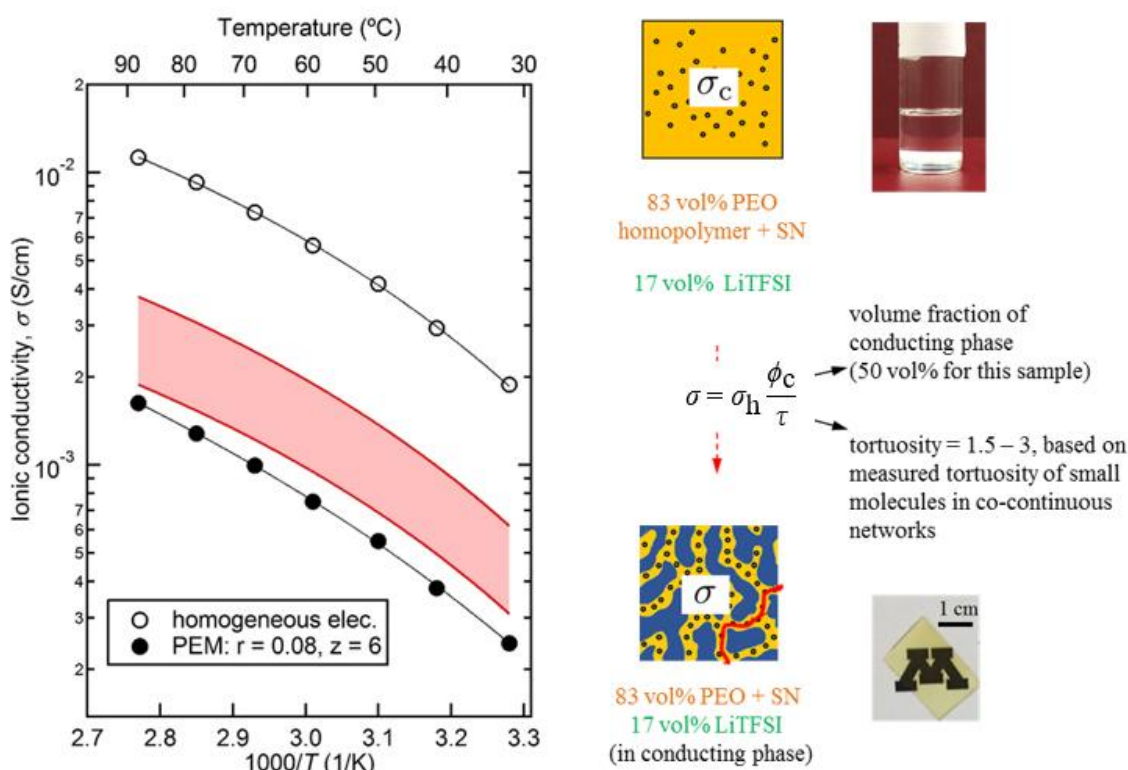 Temperature (ºC)
90 80 70 60 50 40 30
2
10⁻²
7
6
5
4
3
2
10⁻³
7
6
5
4
3
2
Ionic conductivity, σ (S/cm)
homogeneous elec.
PEM: r = 0.08, z = 6
2.7 2.8 2.9 3.0 3.1 3.2 3.3
1000/T (1/K)
σc
83 vol% PEO
homopolymer + SN
17 vol% LiTFSI
σ = σh ϕc/τ
volume fraction of
conducting phase
(50 vol% for this sample)
tortuosity = 1.5 – 3, based on
measured tortuosity of small
molecules in co-continuous
networks
σ
83 vol% PEO + SN
17 vol% LiTFSI
(in conducting phase)
1 cm
M